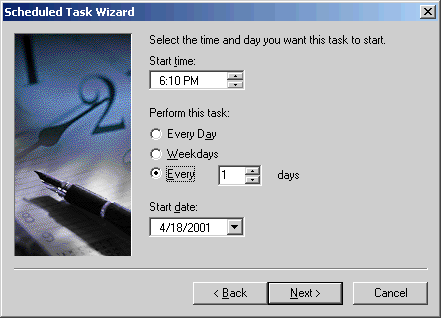 Scheduled Task Wizard
Select the time and day you want this task to start.
Start time:
6:10 PM
Perform this task:
Every Day
Weekdays
Every 1 days
Start date:
4/18/2001
< Back Next > Cancel
2